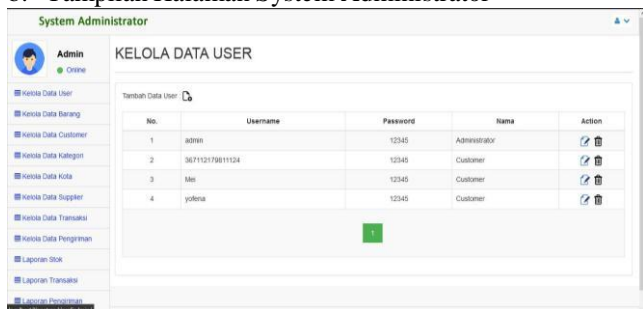 System Administrator
Admin
Online
KELOLA DATA USER
Kelola Data User
Kelola Data Barang
Kelola Data Customer
Kelola Data Kategori
Kelola Data Kota
Kelola Data Supplier
Kelola Data Transaksi
Kelola Data Pengiriman
Laporan Stok
Laporan Transaksi
Laporan Pengiriman
Tambah Data User
No. Username Password Nama Action
1 admin 12345 Administrator
2 367112179811124 12345 Customer
3 Mei 12345 Customer
4 yofena 12345 Customer
1